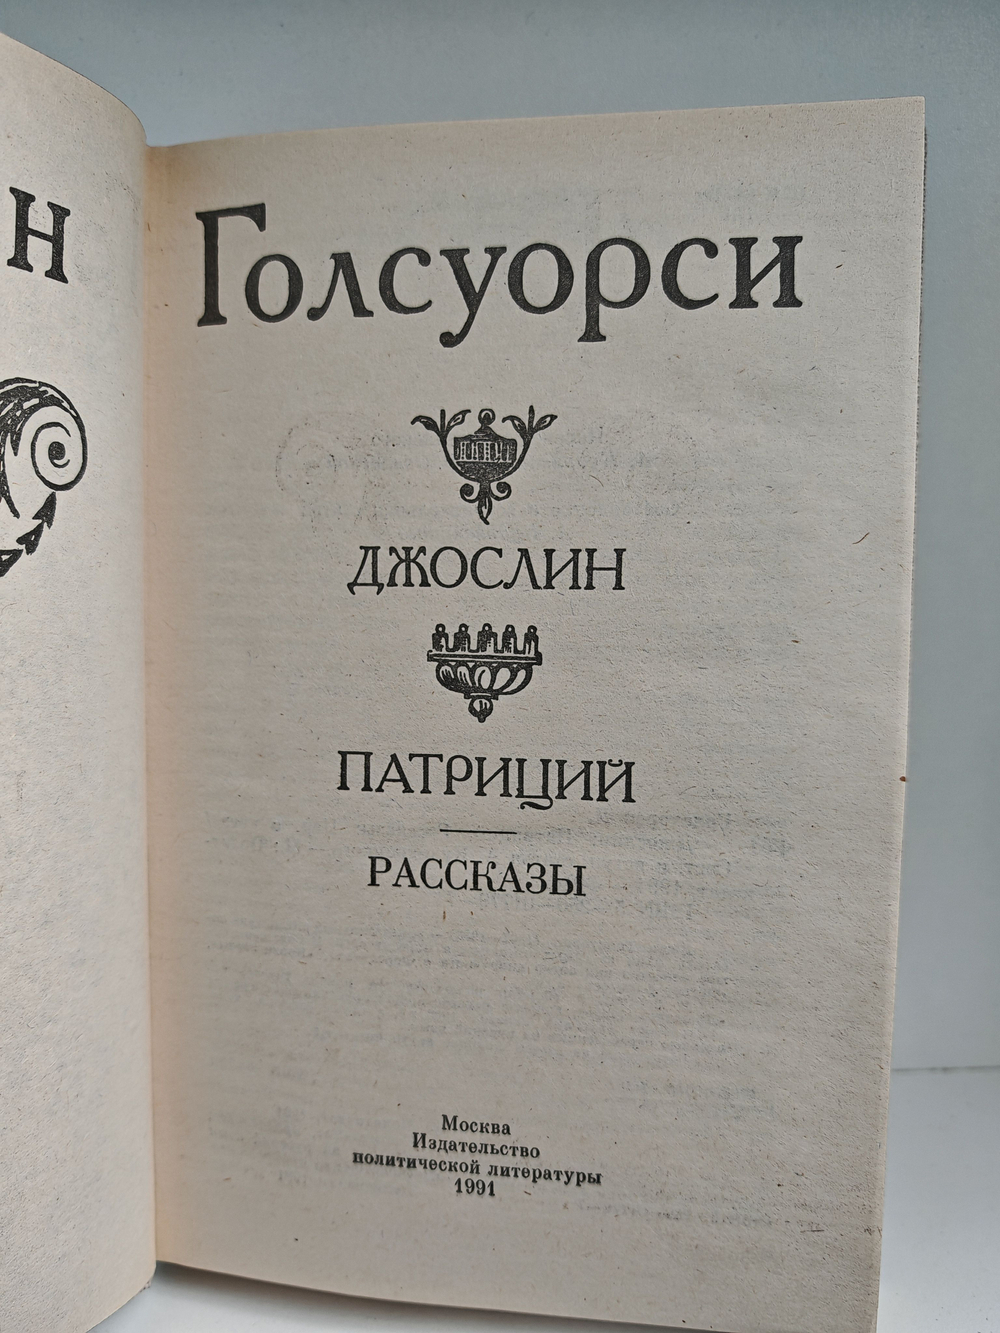 н
Голсуорси
ДЖОСЛИН
ПАТРИЦИЙ
РАССКАЗЫ
Москва
Издательство
политической литературы
1991